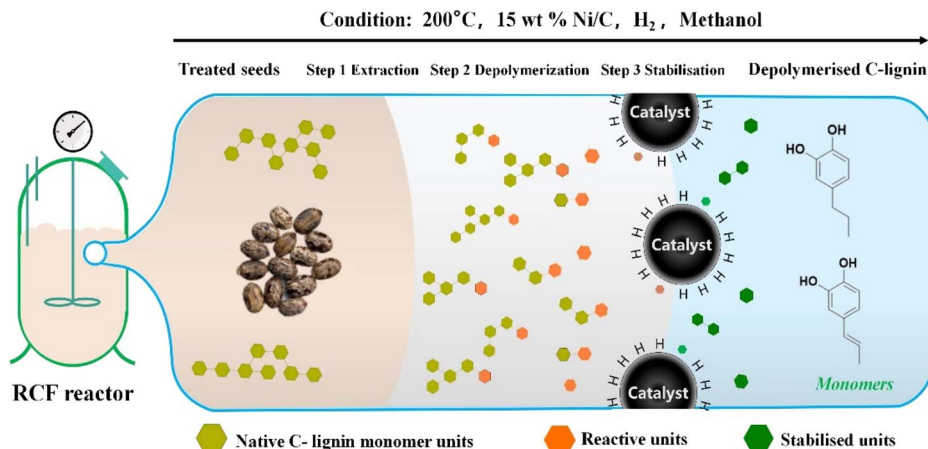 Condition: 200°C, 15 wt % Ni/C, H₂, Methanol
Treated seeds
Step 1 Extraction
Step 2 Depolymerization
Step 3 Stabilisation
Depolymerised C-lignin
Catalyst
H H H H H H H H H
Catalyst
H H H H H H H H H H H H H H H H
Catalyst
H H H H H H H H H
OH
HO
OH
HO
Monomers
RCF reactor
Native C- lignin monomer units
Reactive units
Stabilised units